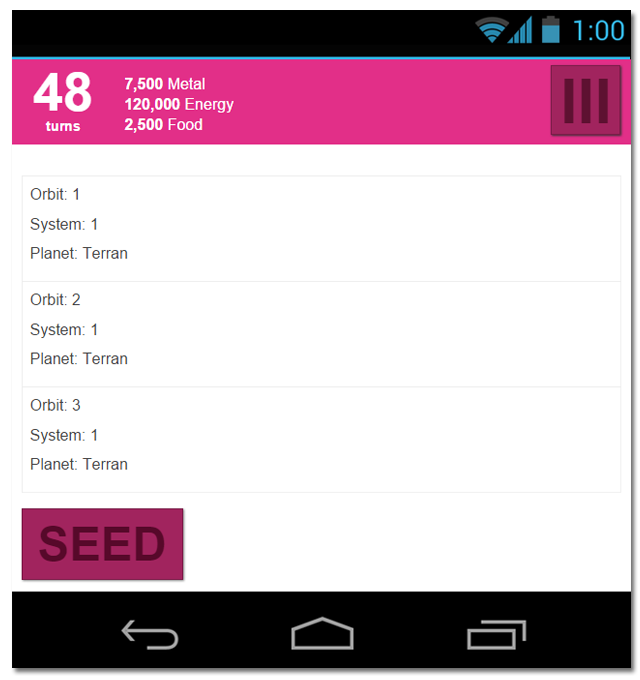 1:00
48
turns
7,500 Metal
120,000 Energy
2,500 Food
Orbit: 1
System: 1
Planet: Terran
Orbit: 2
System: 1
Planet: Terran
Orbit: 3
System: 1
Planet: Terran
SEED